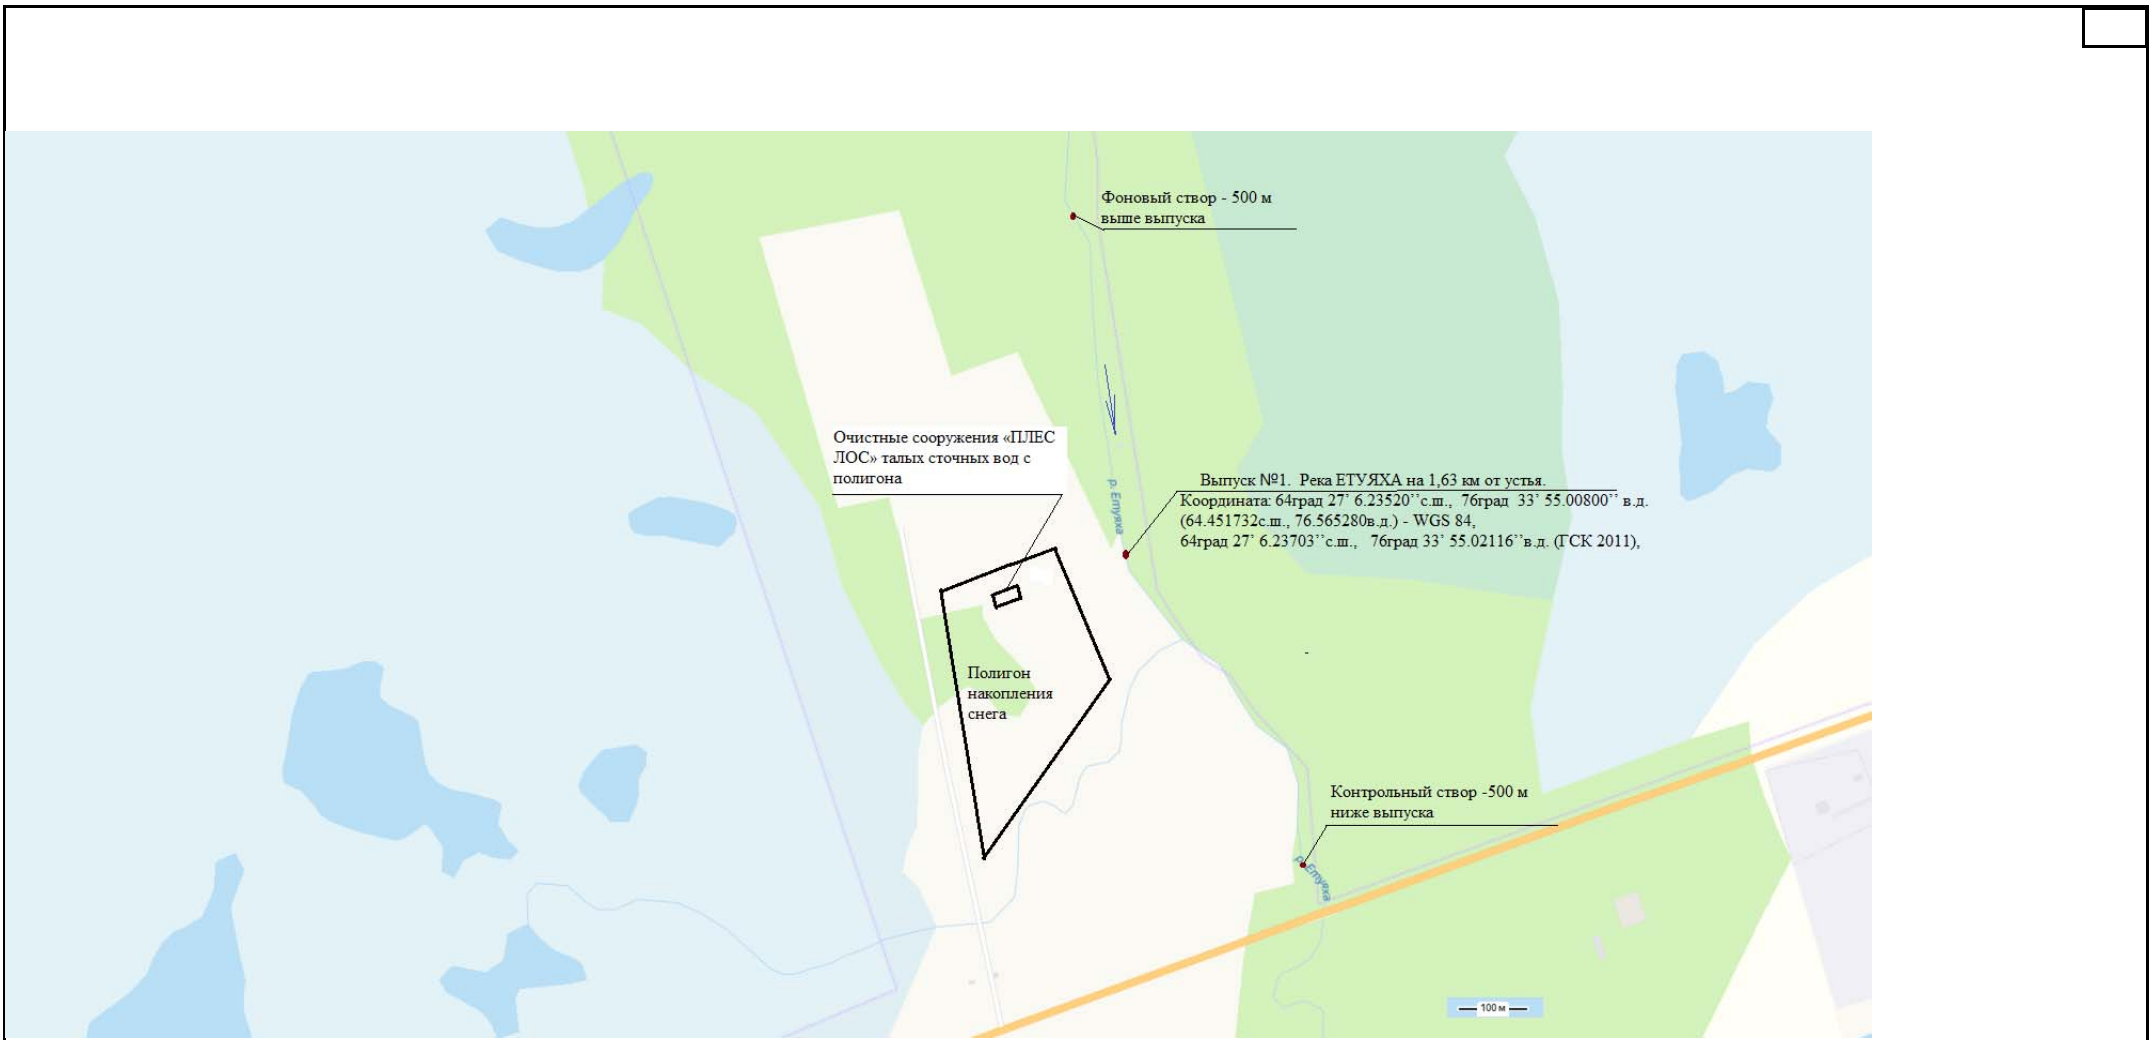 Фоновый створ - 500 м
выше выпуска
Очистные сооружения «ПЛЕС
ЛОС» талых сточных вод с
полигона
р. Етуяха
Выпуск №1. Река ЕТУЯХА на 1,63 км от устья.
Координата: 64град 27’ 6.23520’’с.ш., 76град 33’ 55.00800’’ в.д.
(64.451732с.ш., 76.565280в.д.) - WGS 84,
64град 27’ 6.23703’’с.ш., 76град 33’ 55.02116’’в.д. (ГСК 2011),
Полигон
накопления
снега
Контрольный створ -500 м
ниже выпуска
р. Етуяха
100 м